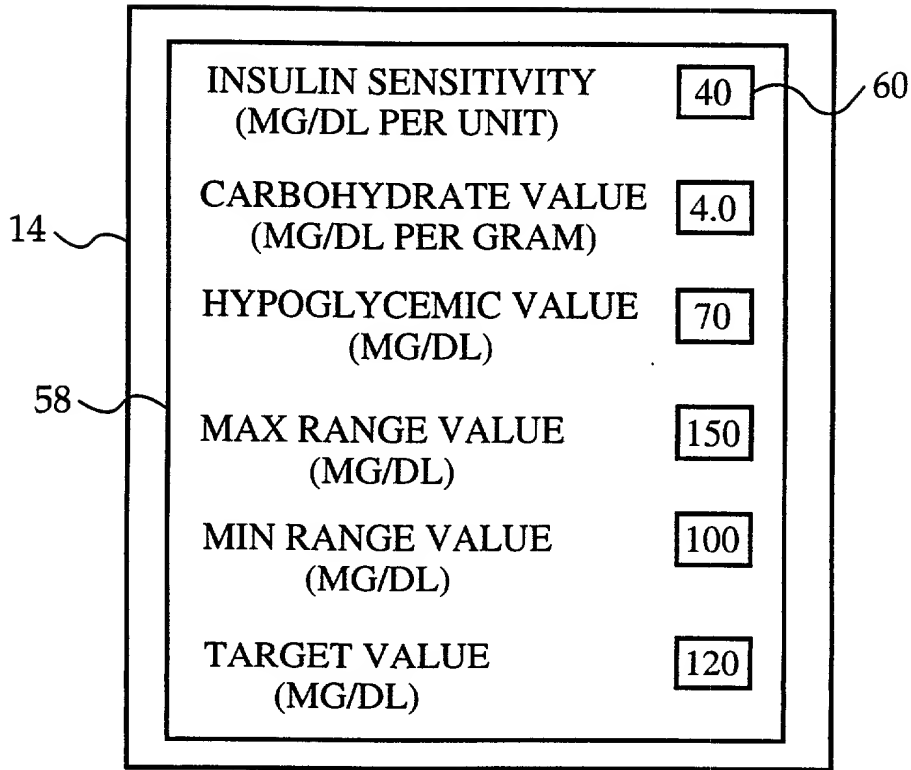 INSULIN SENSITIVITY 40 60
(MG/DL PER UNIT)
CARBOHYDRATE VALUE 4.0
14 (MG/DL PER GRAM)
HYPOGLYCEMIC VALUE 70
(MG/DL)
58
MAX RANGE VALUE 150
(MG/DL)
MIN RANGE VALUE 100
(MG/DL)
TARGET VALUE 120
(MG/DL)